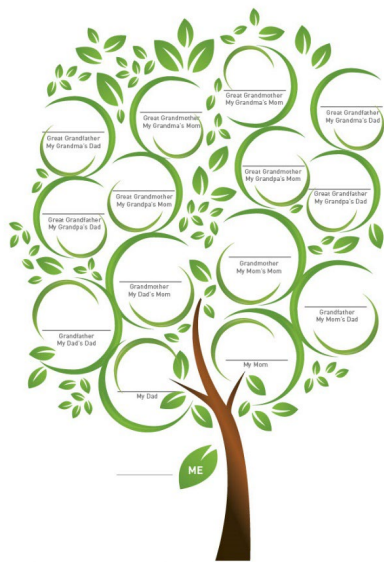 Great Grandmother
My Grandma's Mom
Great Grandmother
My Grandma's Mom
Great Grandfather
My Grandma's Dad
Great Grandfather
My Grandma's Dad
Great Grandmother
My Grandpa's Mom
Great Grandmother
My Grandpa's Mom
Great Grandfather
My Grandpa's Dad
Great Grandfather
My Grandpa's Dad
Grandmother
My Mom's Mom
Grandmother
My Dad's Mom
Grandfather
My Mom's Dad
Grandfather
My Dad's Dad
My Mom
My Dad
ME